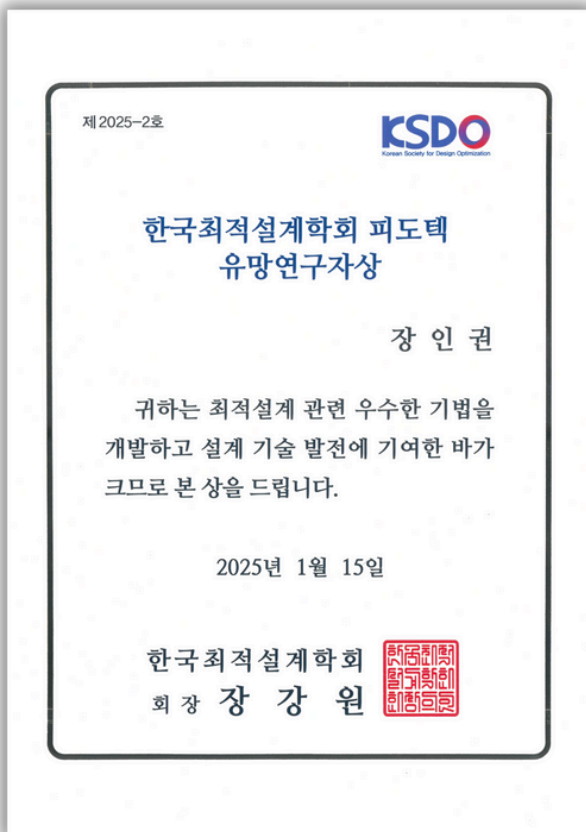 제2025-2호
KSDO
Korean Society for Design Optimization
한국최적설계학회 피도텍
유망연구자상
장 인 권
귀하는 최적설계 관련 우수한 기법을
개발하고 설계 기술 발전에 기여한 바가
크므로 본 상을 드립니다.
2025년 1월 15일
한국최적설계학회
회 장 장 강 원